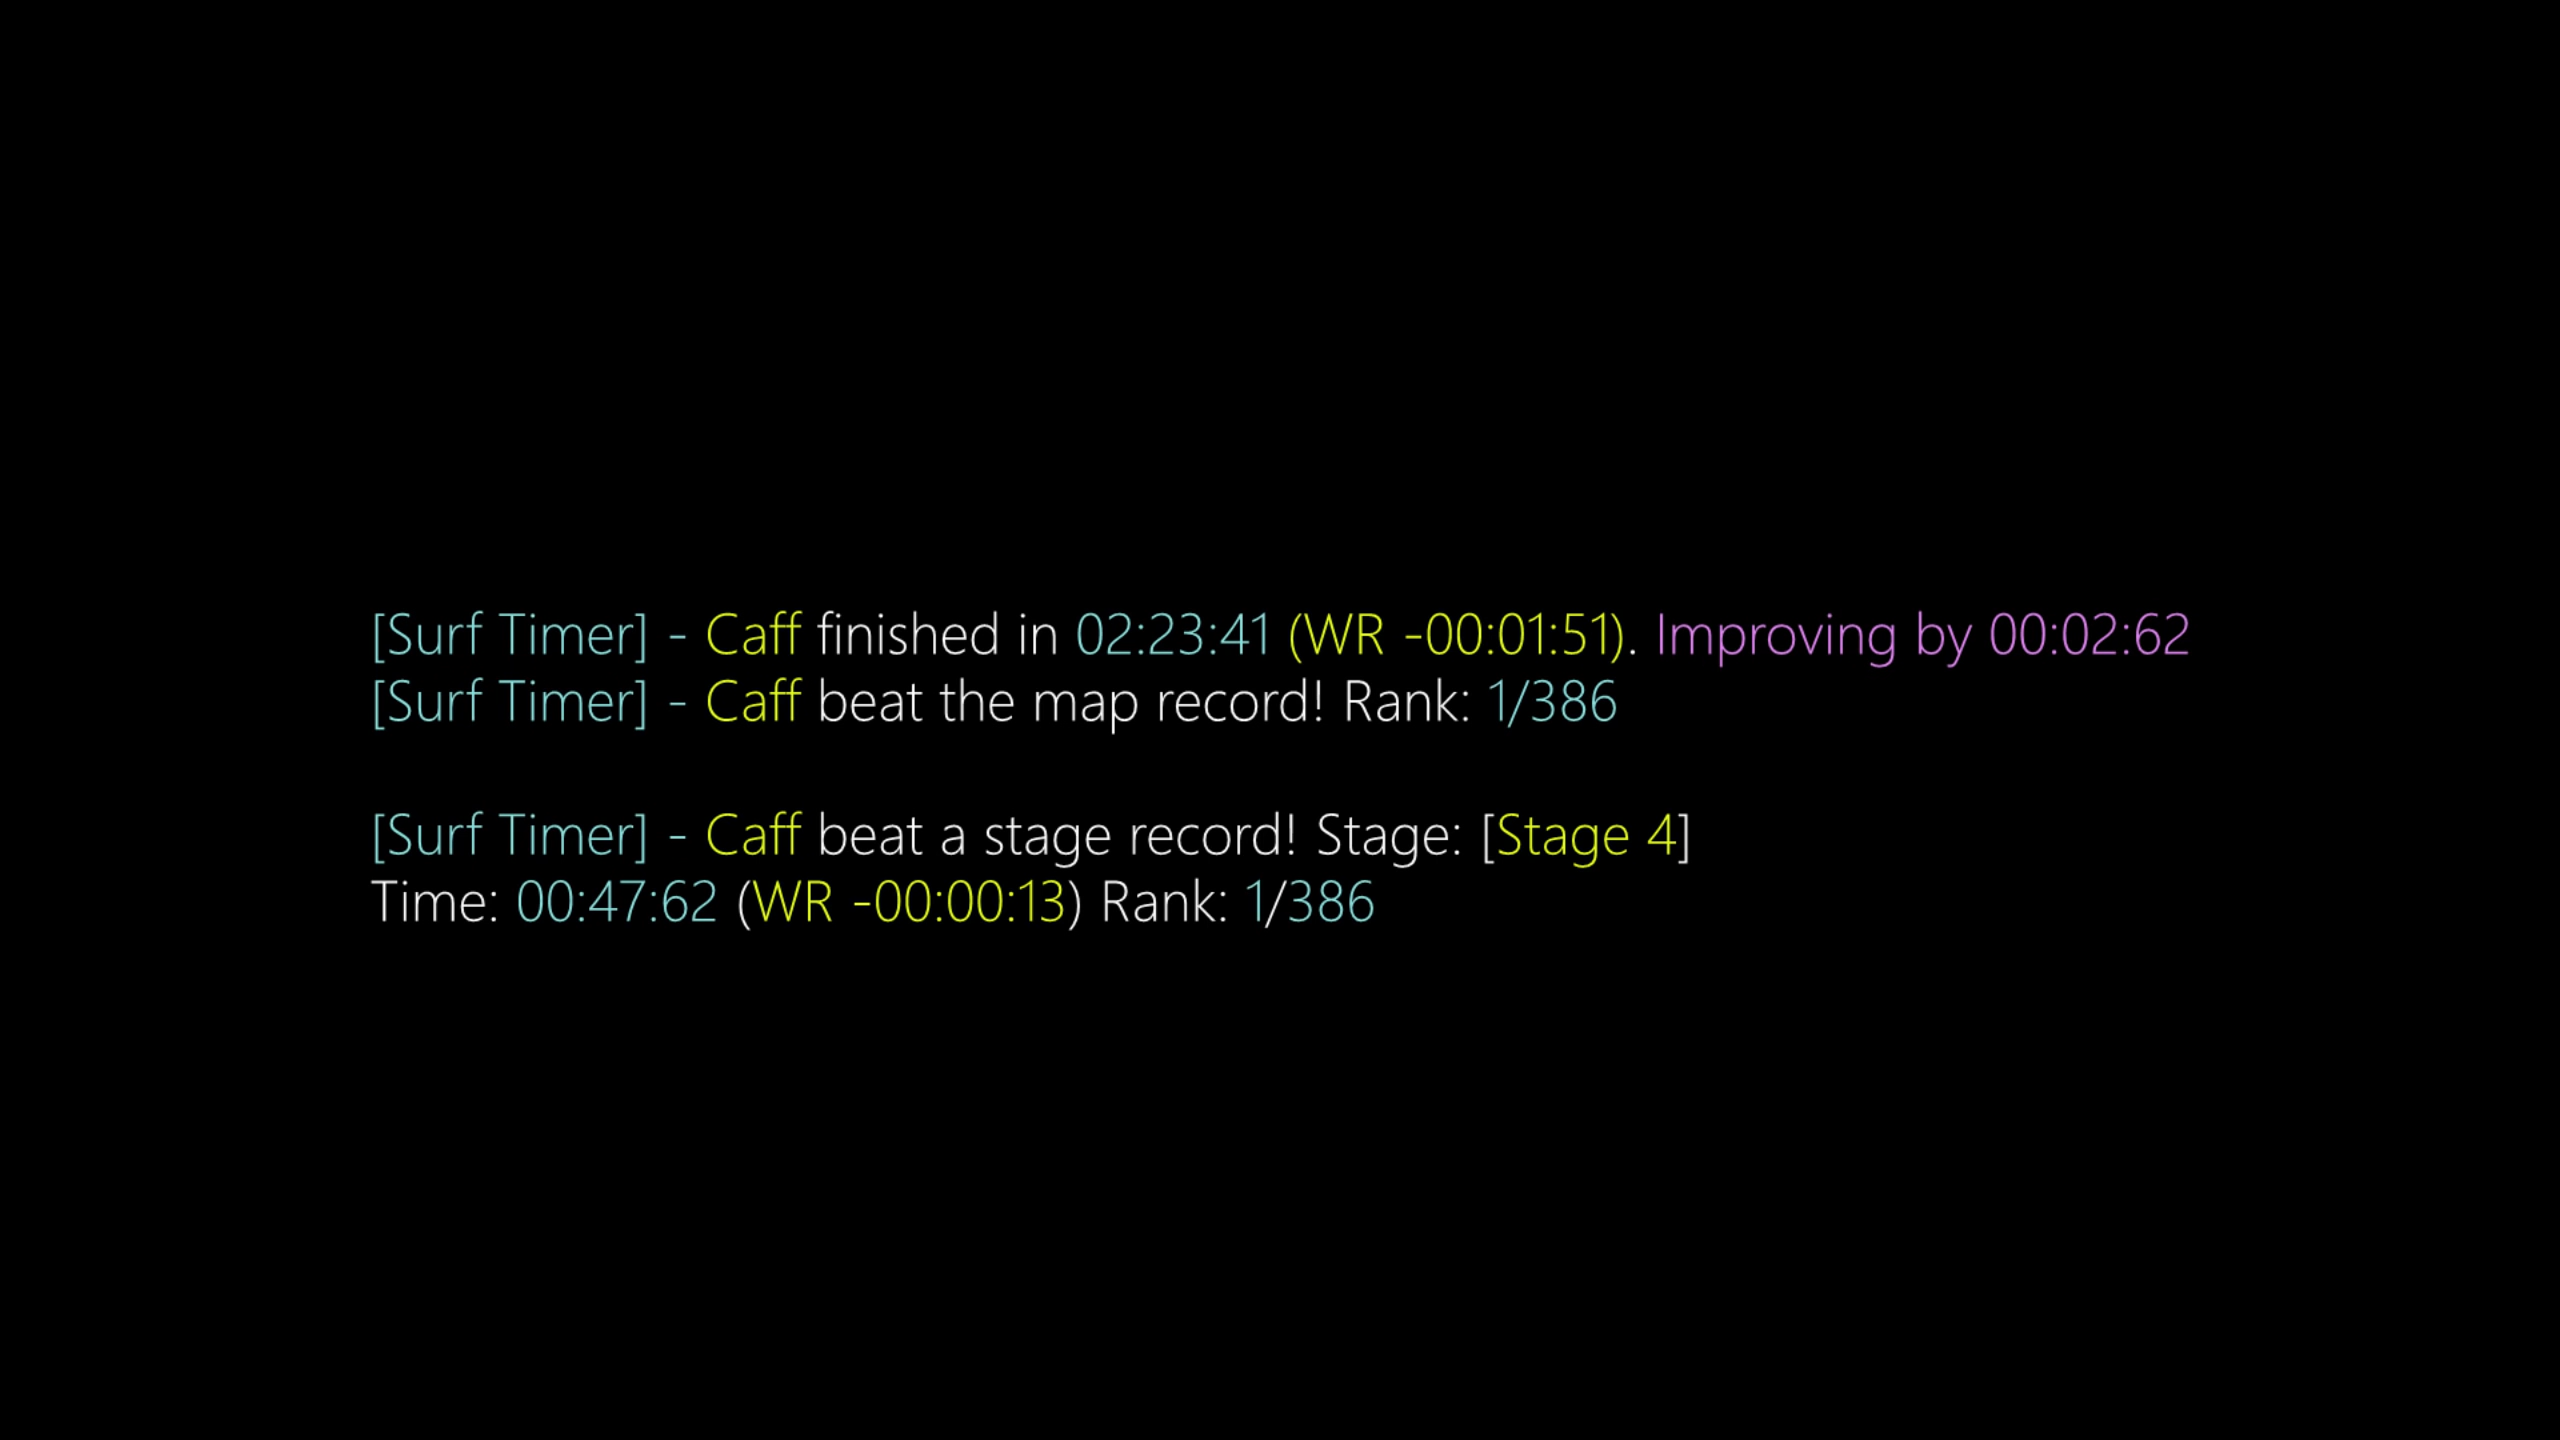 [Surf Timer] - Caff finished in 02:23:41 (WR -00:01:51). Improving by 00:02:62
[Surf Timer] - Caff beat the map record! Rank: 1/386
[Surf Timer] - Caff beat a stage record! Stage: [Stage 4]
Time: 00:47:62 (WR -00:00:13) Rank: 1/386